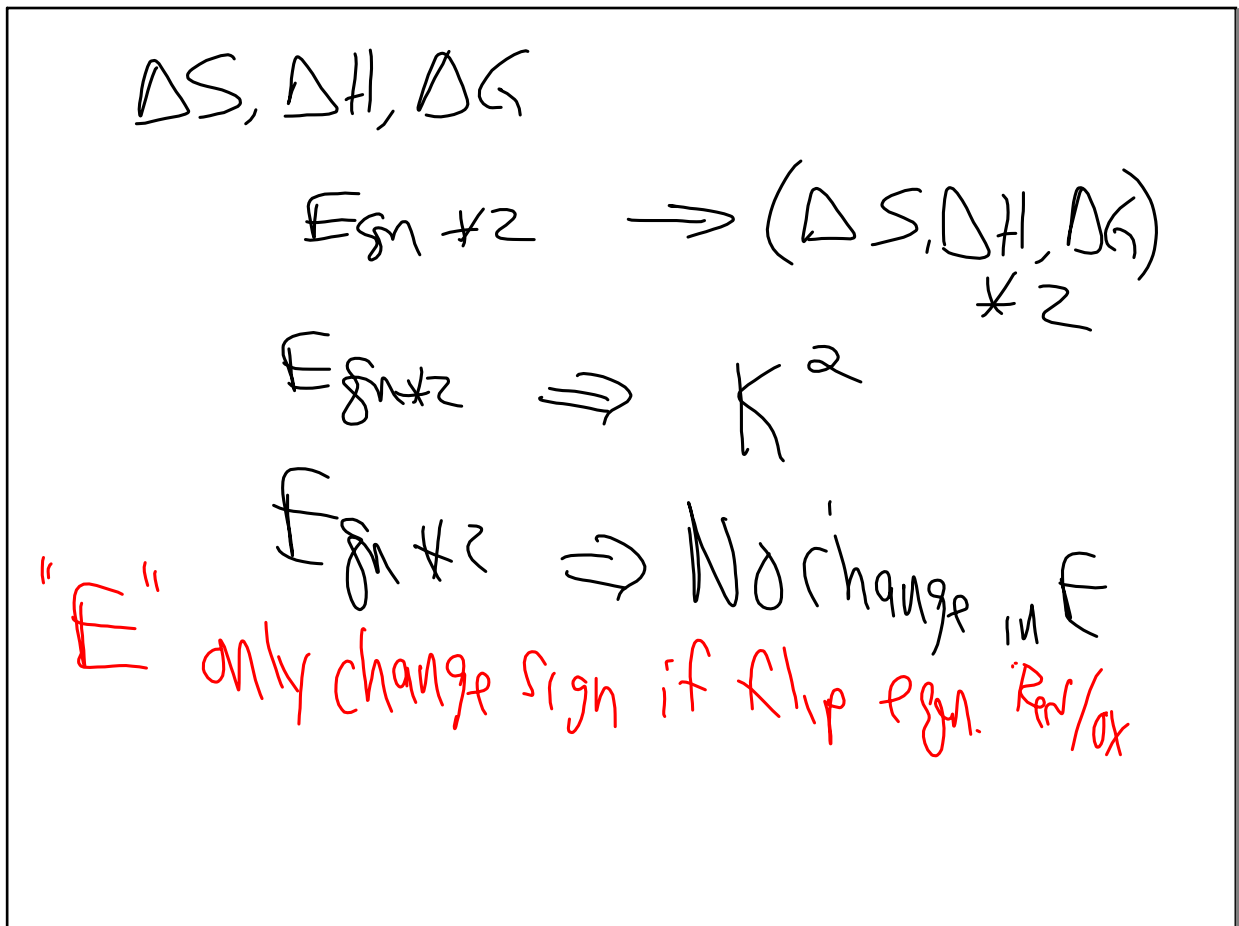 ΔS, ΔH, ΔG
Eqn *2 → (ΔS, ΔH, ΔG)
*2
Eqn *2 ⇒ K²
Eqn *2 ⇒ No change in E
"E" only change sign if flip eqn. Red/ox